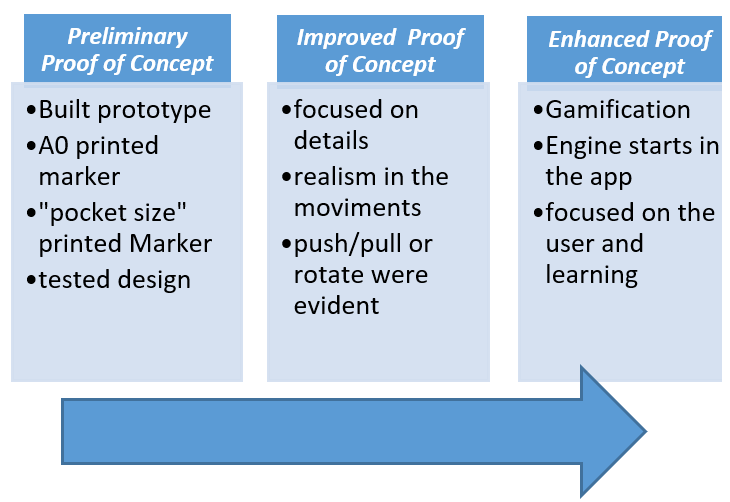 Preliminary
Proof of Concept
•Built prototype
•A0 printed
marker
•"pocket size"
printed Marker
•tested design
Improved Proof
of Concept
•focused on
details
•realism in the
moviments
•push/pull or
rotate were
evident
Enhanced Proof
of Concept
•Gamification
•Engine starts in
the app
•focused on the
user and
learning